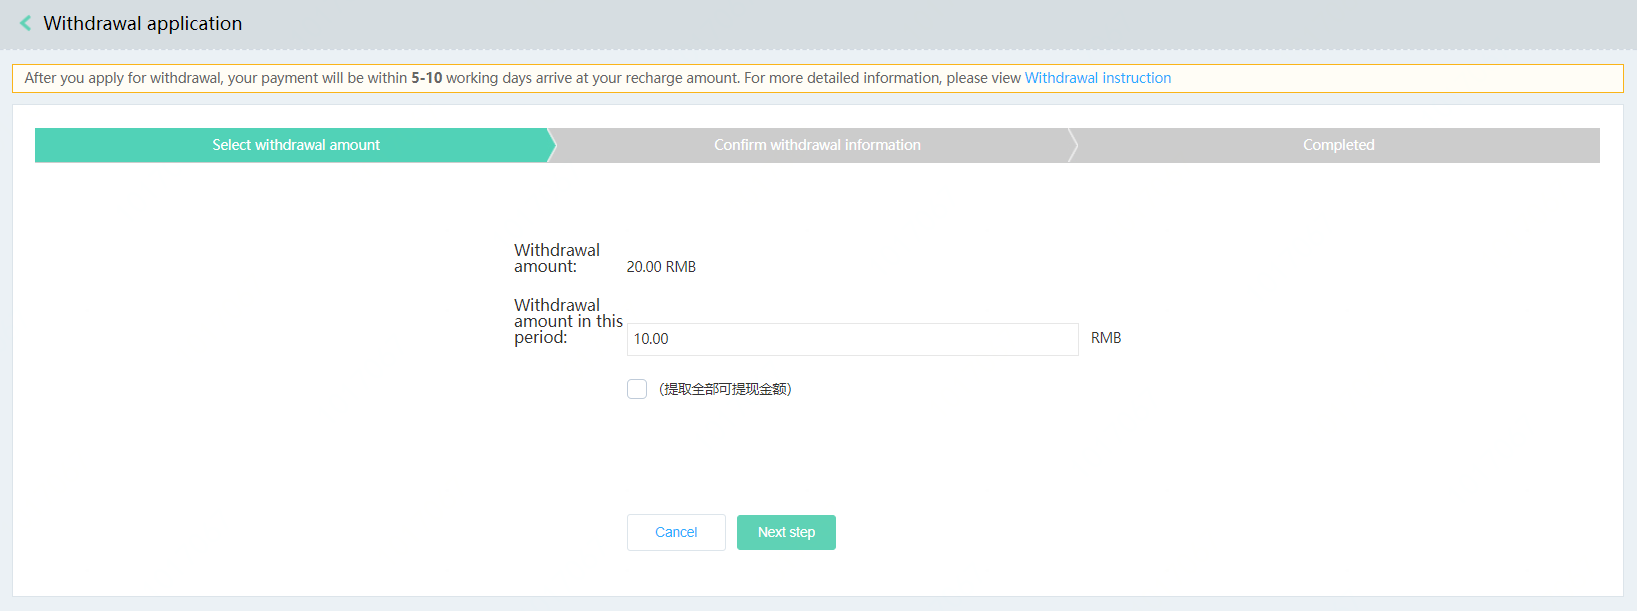 Withdrawal application
After you apply for withdrawal, your payment will be within 5-10 working days arrive at your recharge amount. For more detailed information, please view Withdrawal instruction
Select withdrawal amount
Confirm withdrawal information
Completed
Withdrawal
amount:
20.00 RMB
Withdrawal
amount in this
period:
10.00
RMB
(提取全部可提现金额)
Cancel
Next step